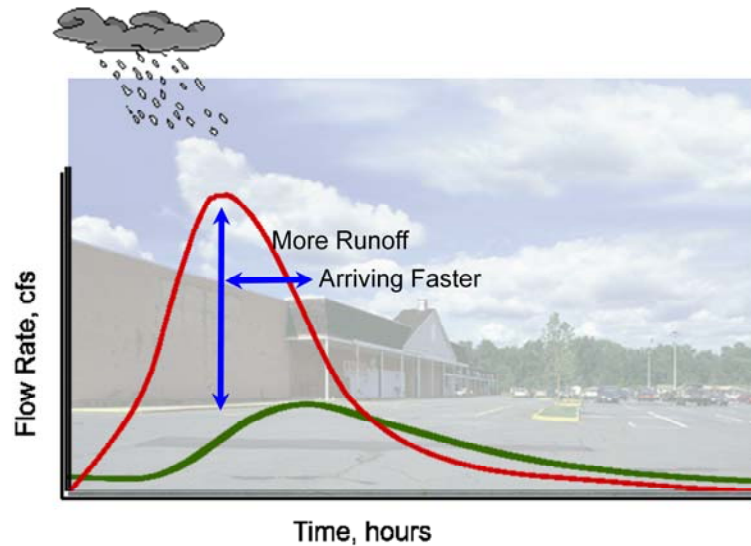 More Runoff
Arriving Faster
Flow Rate, cfs
Time, hours